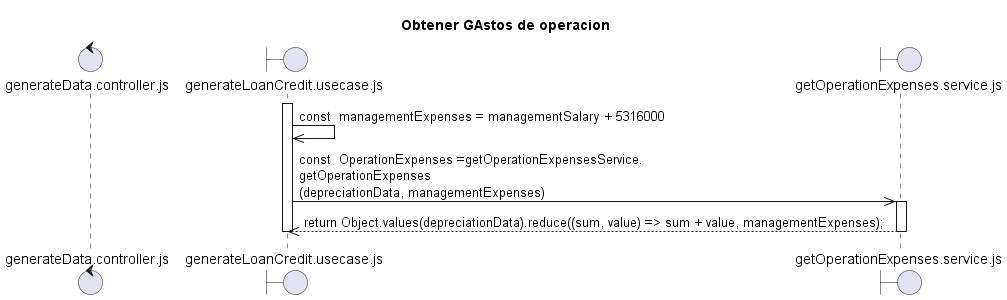 Obtener GAstos de operacion
generateData.controller.js
generateLoanCredit.usecase.js
getOperationExpenses.service.js
const managementExpenses = managementSalary + 5316000
const OperationExpenses =getOperationExpensesService.
getOperationExpenses
(depreciationData, managementExpenses)
return Object.values(depreciationData).reduce((sum, value) => sum + value, managementExpenses);
generateData.controller.js
generateLoanCredit.usecase.js
getOperationExpenses.service.js